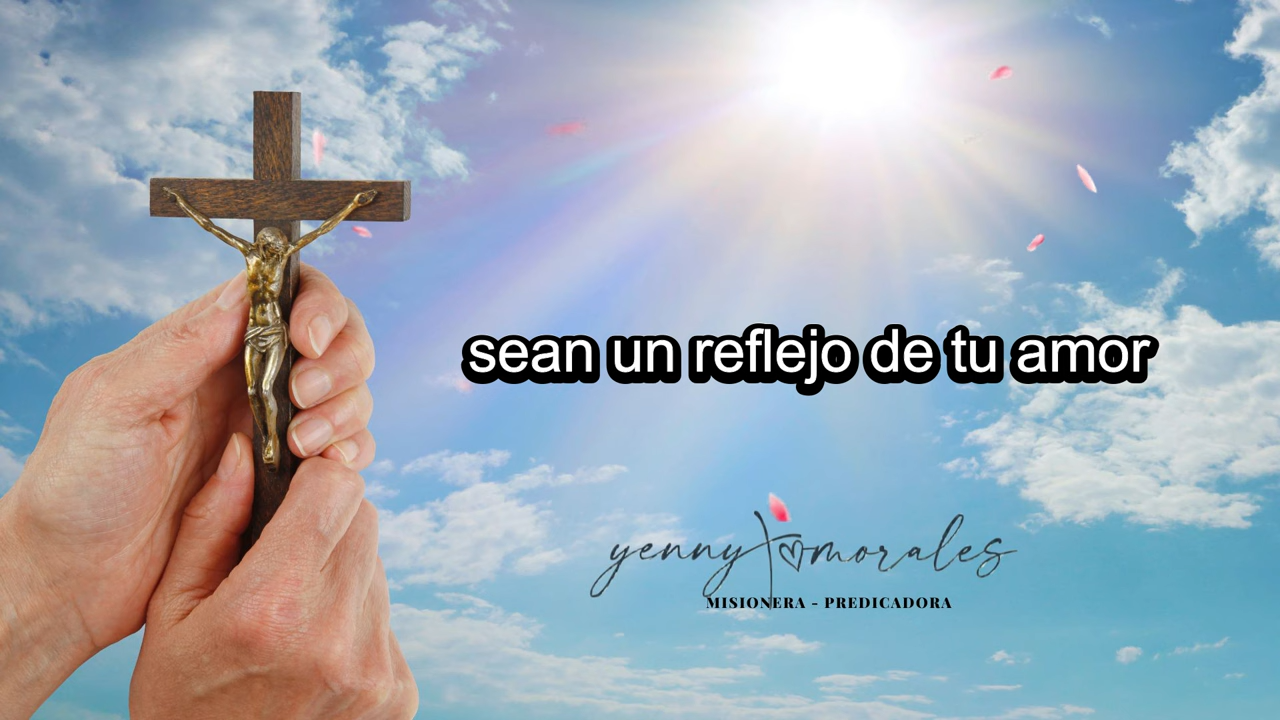 sean un reflejo de tu amor
yenny morales
MISIONERA - PREDICADORA